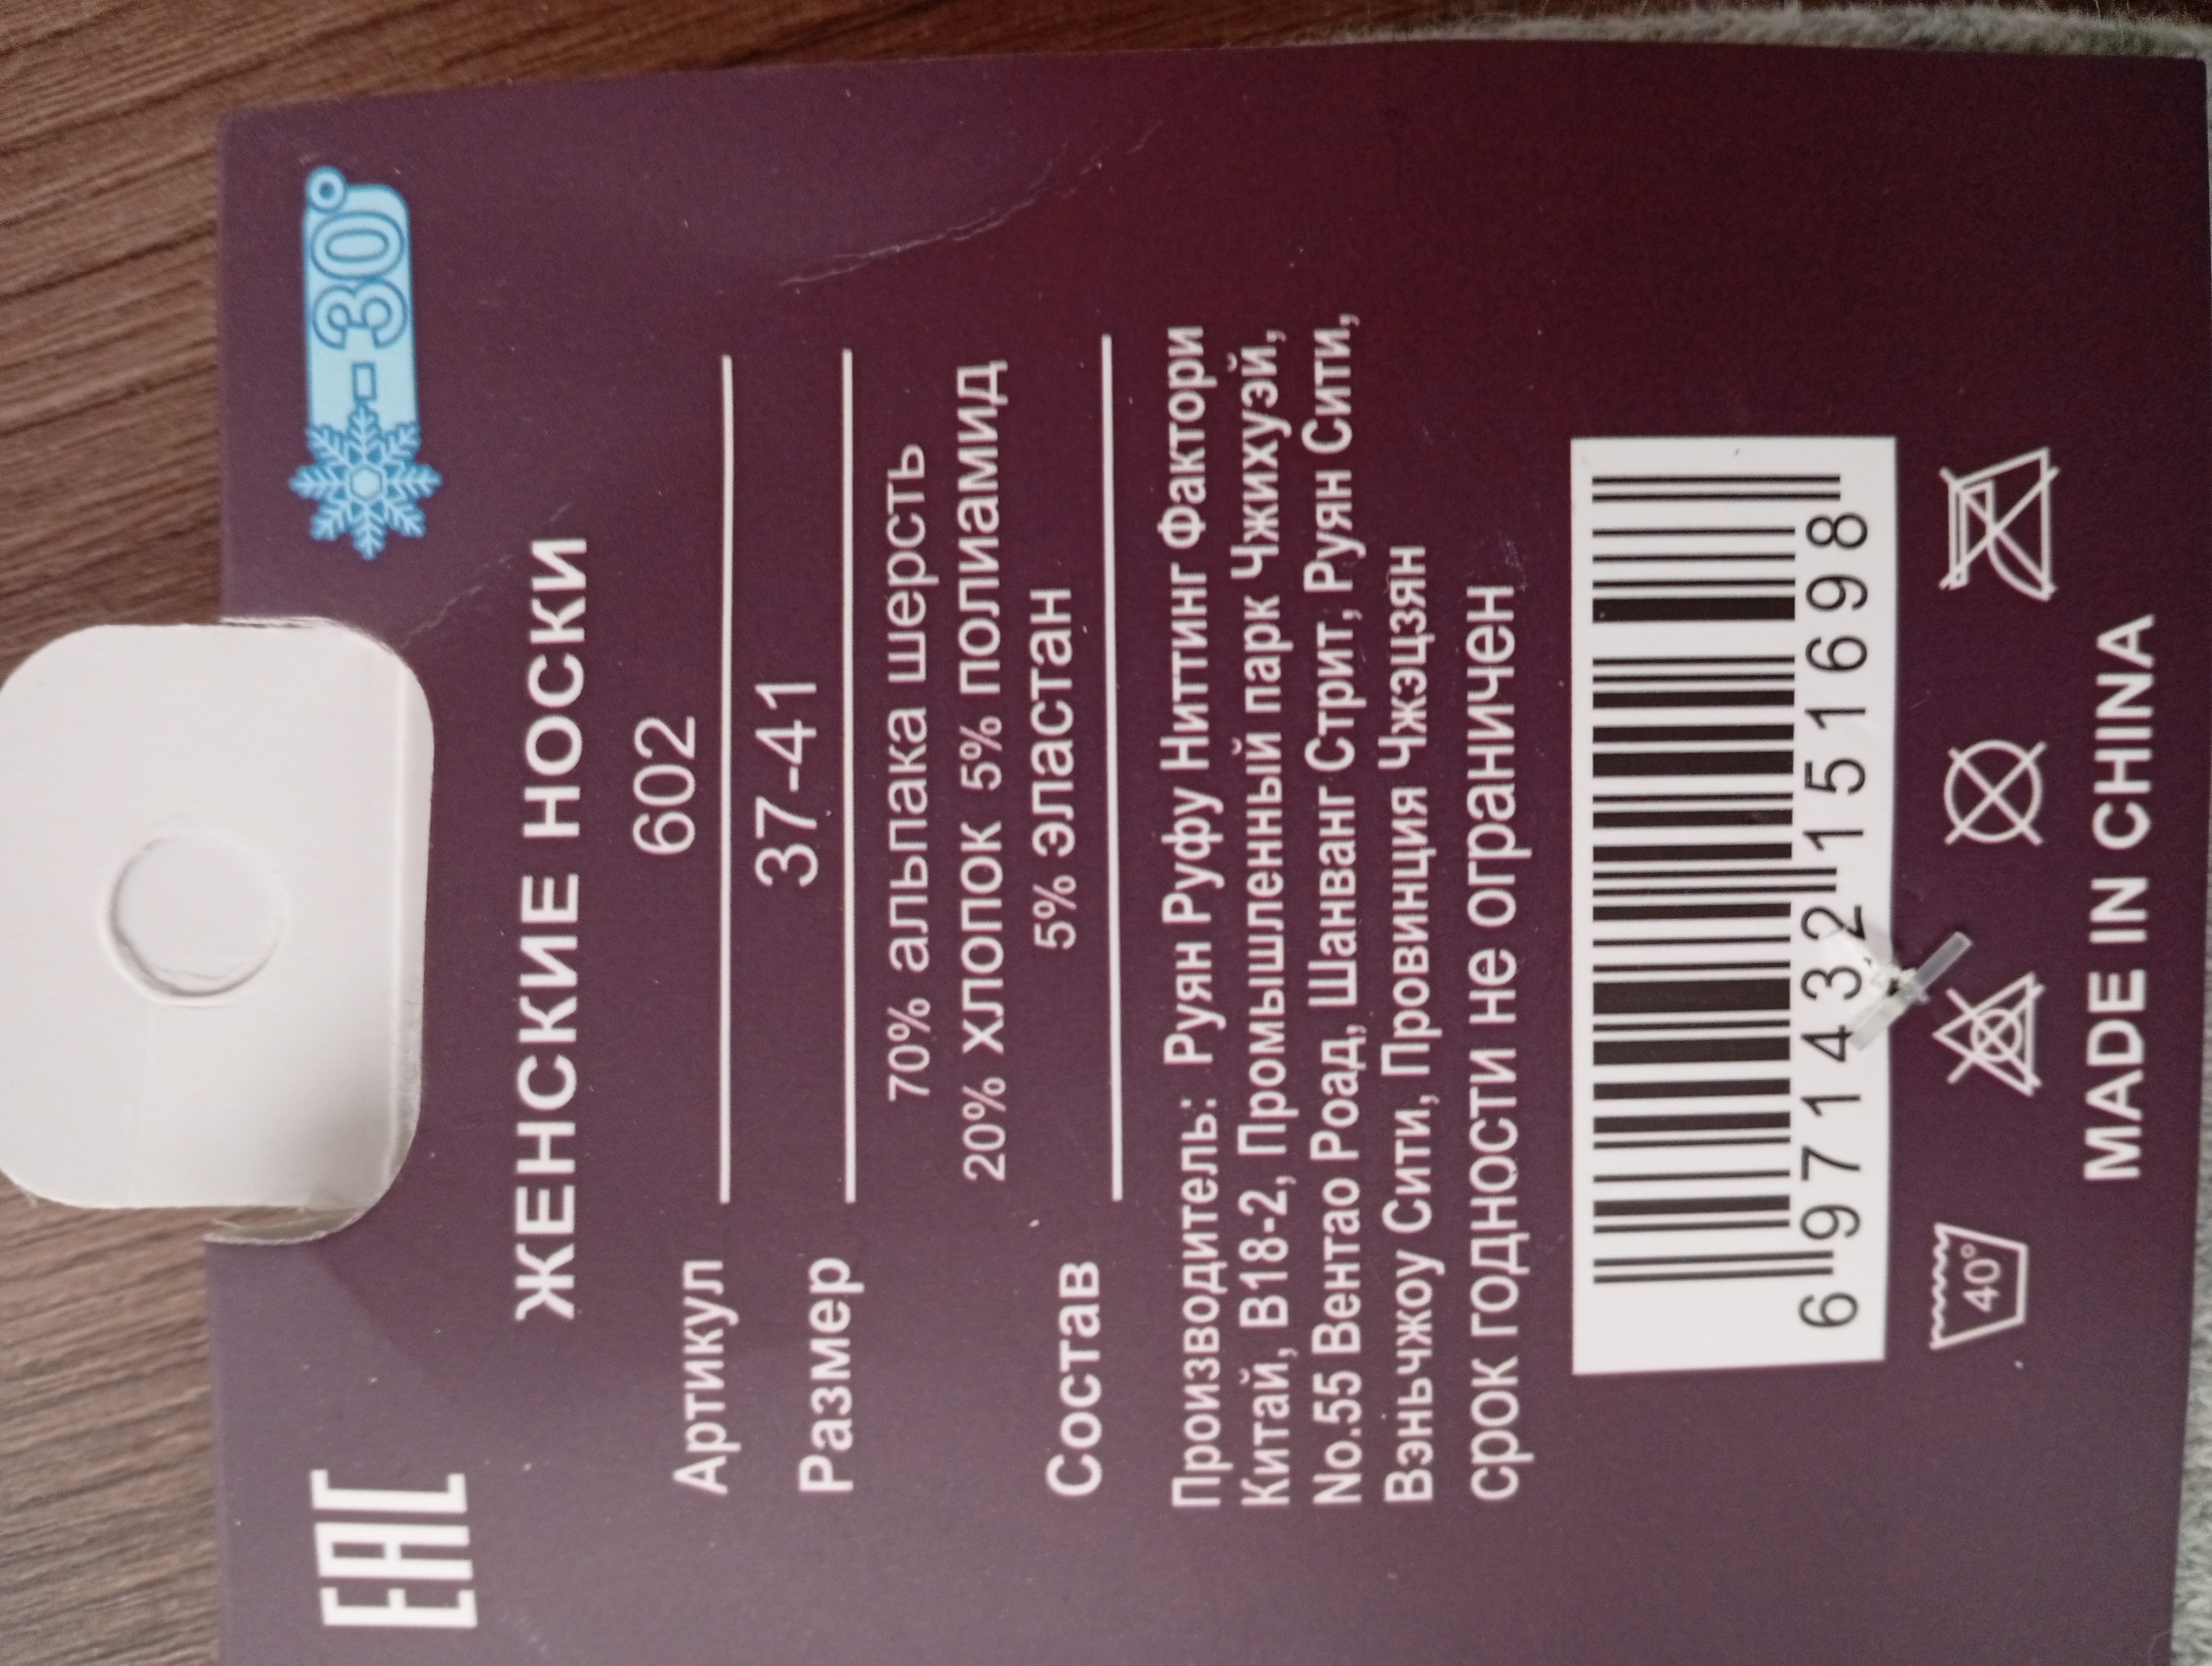 EAC
-30°
ЖЕНСКИЕ НОСКИ
Артикул 602
Размер 37-41
70% альпака шерсть
20% хлопок 5% полиамид
5% эластан
Состав
Производитель: Руян Руфу Ниттинг Фактори
Китай, B18-2, Промышленный парк Чжихуэй,
No.55 Вентао Роад, Шанванг Стрит, Руян Сити,
Вэньчжоу Сити, Провинция Чжэцзян
срок годности не ограничен
6 971432 151698
40°
MADE IN CHINA